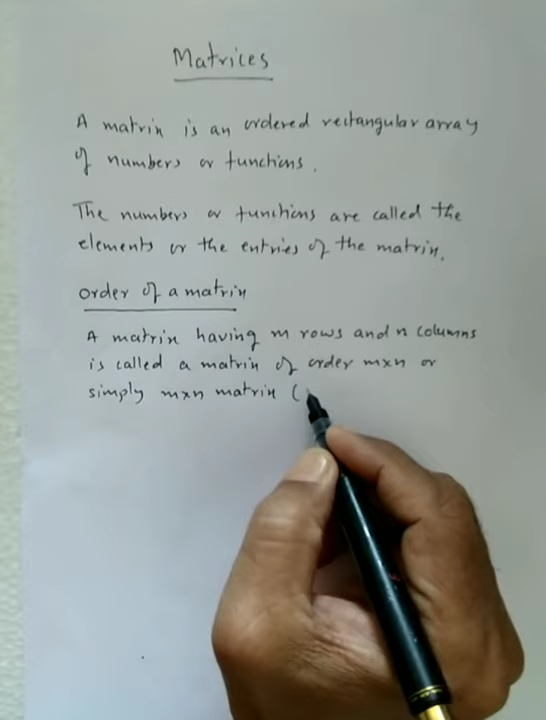 Matrices
A matrix is an ordered rectangular array
of numbers or functions.
The numbers or functions are called the
elements or the entries of the matrix.
Order of a matrix
A matrix having m rows and n columns
is called a matrix of order m×n or
simply m×n matrix (